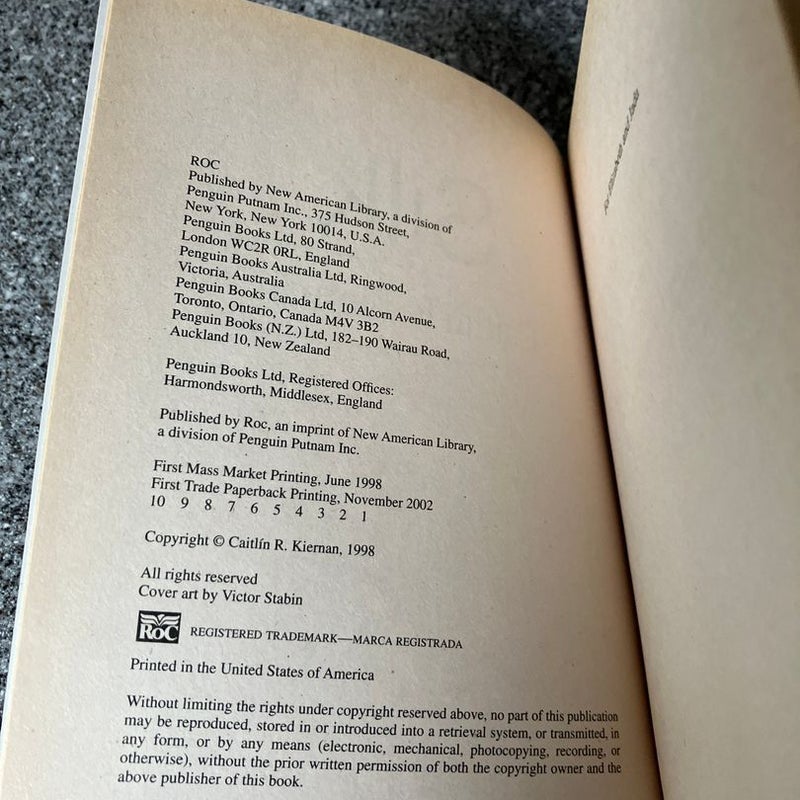 ROC
Published by New American Library, a division of
Penguin Putnam Inc., 375 Hudson Street,
New York, New York 10014, U.S.A.
Penguin Books Ltd, 80 Strand,
London WC2R 0RL, England
Penguin Books Australia Ltd, Ringwood,
Victoria, Australia
Penguin Books Canada Ltd, 10 Alcorn Avenue,
Toronto, Ontario, Canada M4V 3B2
Penguin Books (N.Z.) Ltd, 182–190 Wairau Road,
Auckland 10, New Zealand
Penguin Books Ltd, Registered Offices:
Harmondsworth, Middlesex, England
Published by Roc, an imprint of New American Library,
a division of Penguin Putnam Inc.
First Mass Market Printing, June 1998
First Trade Paperback Printing, November 2002
10 9 8 7 6 5 4 3 2 1
Copyright © Caitlín R. Kiernan, 1998
All rights reserved
Cover art by Victor Stabin
ROC REGISTERED TRADEMARK—MARCA REGISTRADA
Printed in the United States of America
Without limiting the rights under copyright reserved above, no part of this publication
may be reproduced, stored in or introduced into a retrieval system, or transmitted, in
any form, or by any means (electronic, mechanical, photocopying, recording, or
otherwise), without the prior written permission of both the copyright owner and the
above publisher of this book.